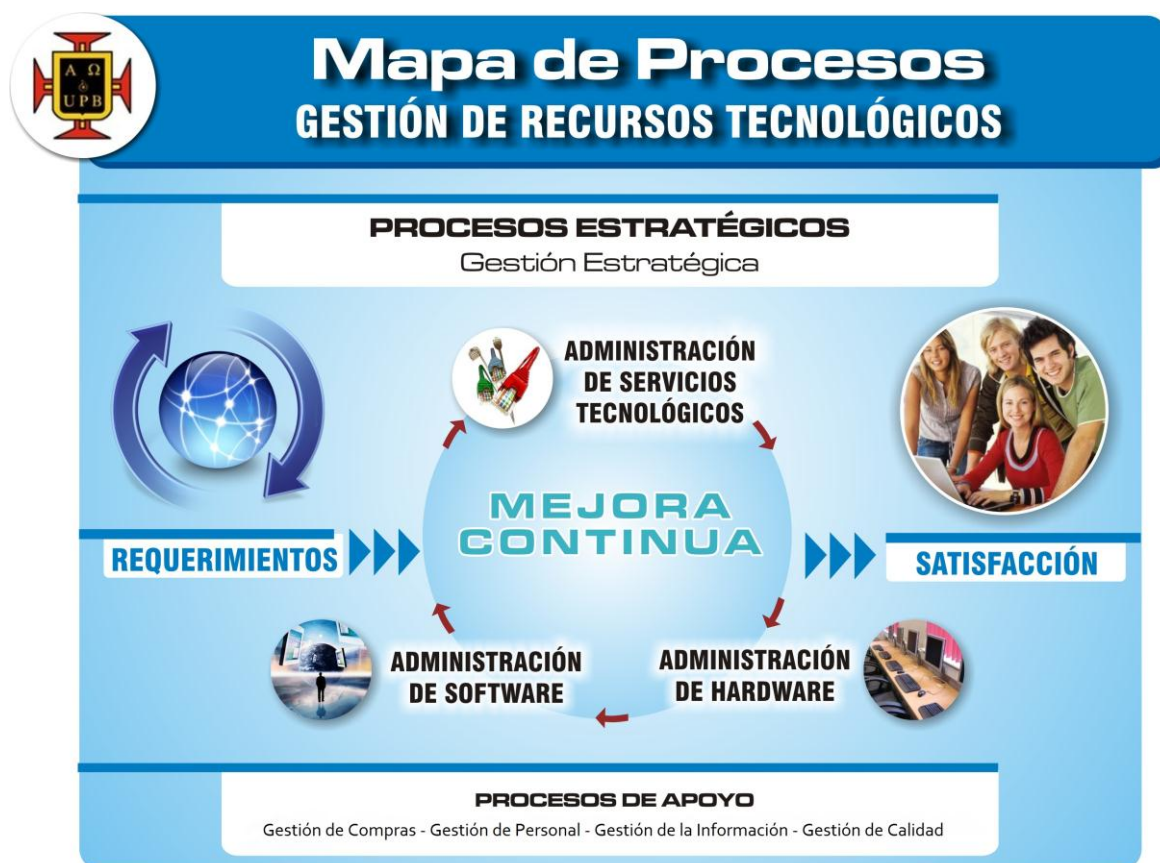 Α Ω
UPB
Mapa de Procesos
GESTIÓN DE RECURSOS TECNOLÓGICOS
PROCESOS ESTRATÉGICOS
Gestión Estratégica
ADMINISTRACIÓN
DE SERVICIOS
TECNOLÓGICOS
MEJORA
CONTINUA
REQUERIMIENTOS
SATISFACCIÓN
ADMINISTRACIÓN
DE SOFTWARE
ADMINISTRACIÓN
DE HARDWARE
PROCESOS DE APOYO
Gestión de Compras - Gestión de Personal - Gestión de la Información - Gestión de Calidad